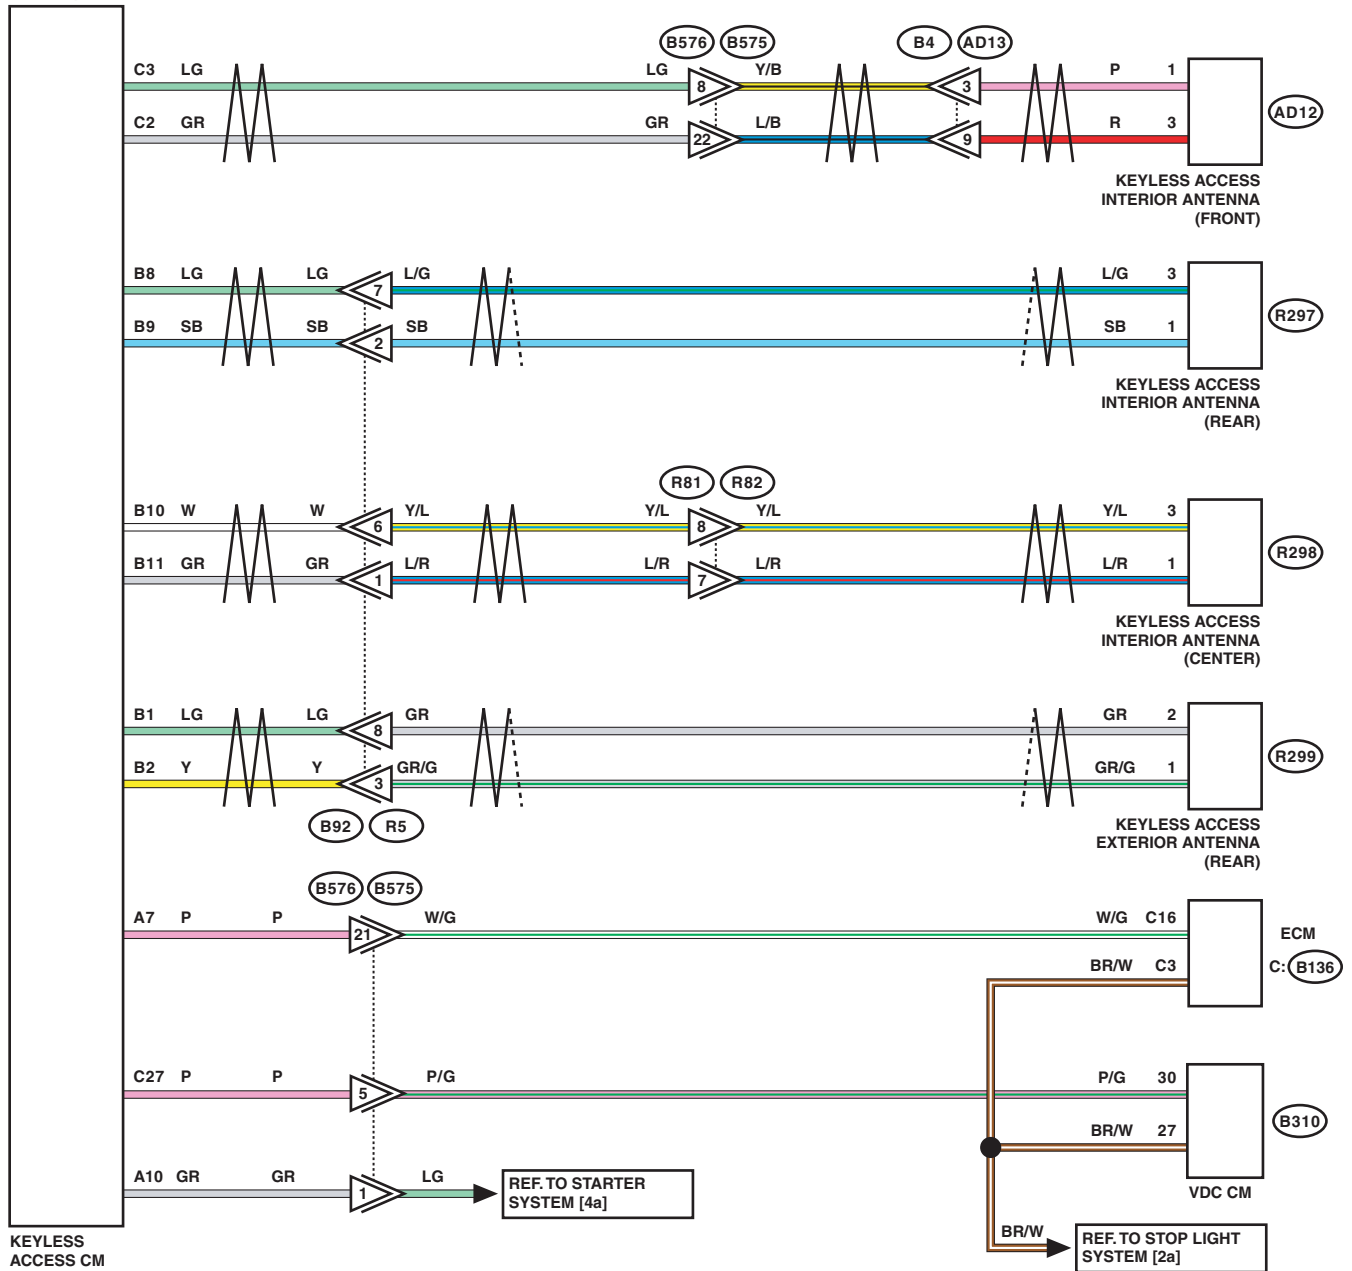 B576 B575 B4 AD13
C3 LG LG 8 Y/B 3 P 1
AD12
C2 GR GR 22 L/B 9 R 3
KEYLESS ACCESS
INTERIOR ANTENNA
(FRONT)
B8 LG LG 7 L/G L/G 3
R297
B9 SB SB 2 SB SB 1
KEYLESS ACCESS
INTERIOR ANTENNA
(REAR)
R81 R82
B10 W W 6 Y/L Y/L 8 Y/L Y/L 3
R298
B11 GR GR 1 L/R L/R 7 L/R L/R 1
KEYLESS ACCESS
INTERIOR ANTENNA
(CENTER)
B1 LG LG 8 GR GR 2
R299
B2 Y Y 3 GR/G GR/G 1
B92 R5
KEYLESS ACCESS
EXTERIOR ANTENNA
(REAR)
B576 B575
A7 P P 21 W/G W/G C16
ECM
BR/W C3
C: B136
C27 P P 5 P/G P/G 30
B310
BR/W 27
VDC CM
A10 GR GR 1 LG
REF. TO STARTER
SYSTEM [4a]
BR/W
REF. TO STOP LIGHT
SYSTEM [2a]
KEYLESS
ACCESS CM